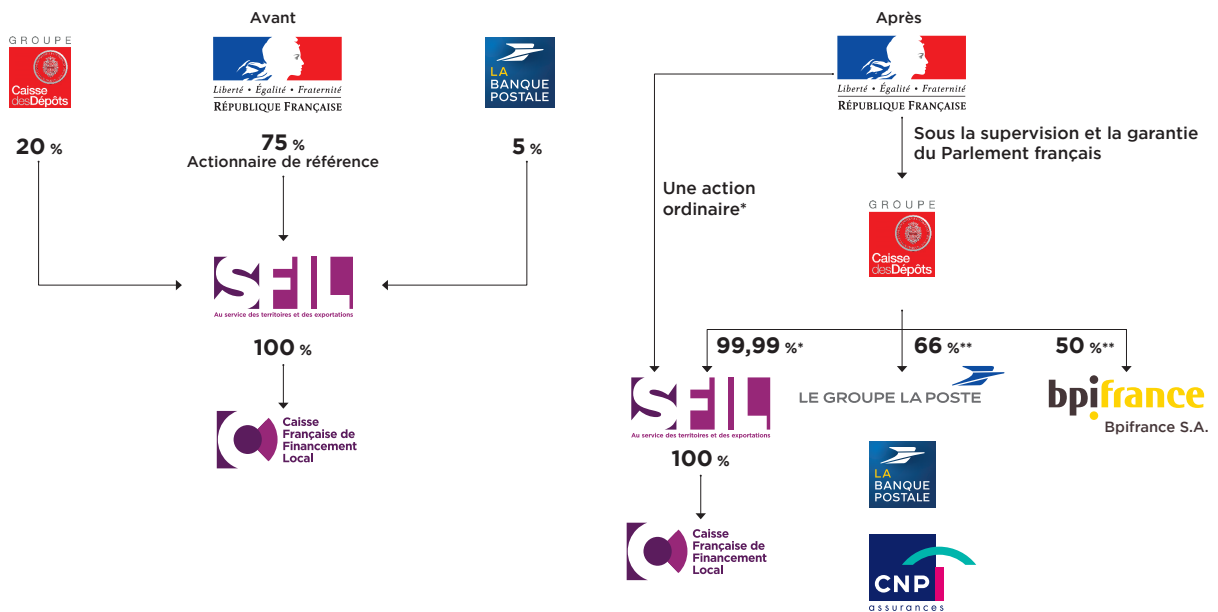 Avant
GROUPE
Caisse
desDépôts
Liberté • Égalité • Fraternité
RÉPUBLIQUE FRANÇAISE
LA
BANQUE
POSTALE
20 %
75 %
Actionnaire de référence
5 %
SFIL
Au service des territoires et des exportations
100 %
Caisse
Française de
Financement
Local
Après
Liberté • Égalité • Fraternité
RÉPUBLIQUE FRANÇAISE
Sous la supervision et la garantie
du Parlement français
Une action
ordinaire*
GROUPE
Caisse
desDépôts
99,99 %*
66 %**
50 %**
SFIL
Au service des territoires et des exportations
LE GROUPE LA POSTE
bpifrance
Bpifrance S.A.
100 %
LA
BANQUE
POSTALE
Caisse
Française de
Financement
Local
CNP
assurances